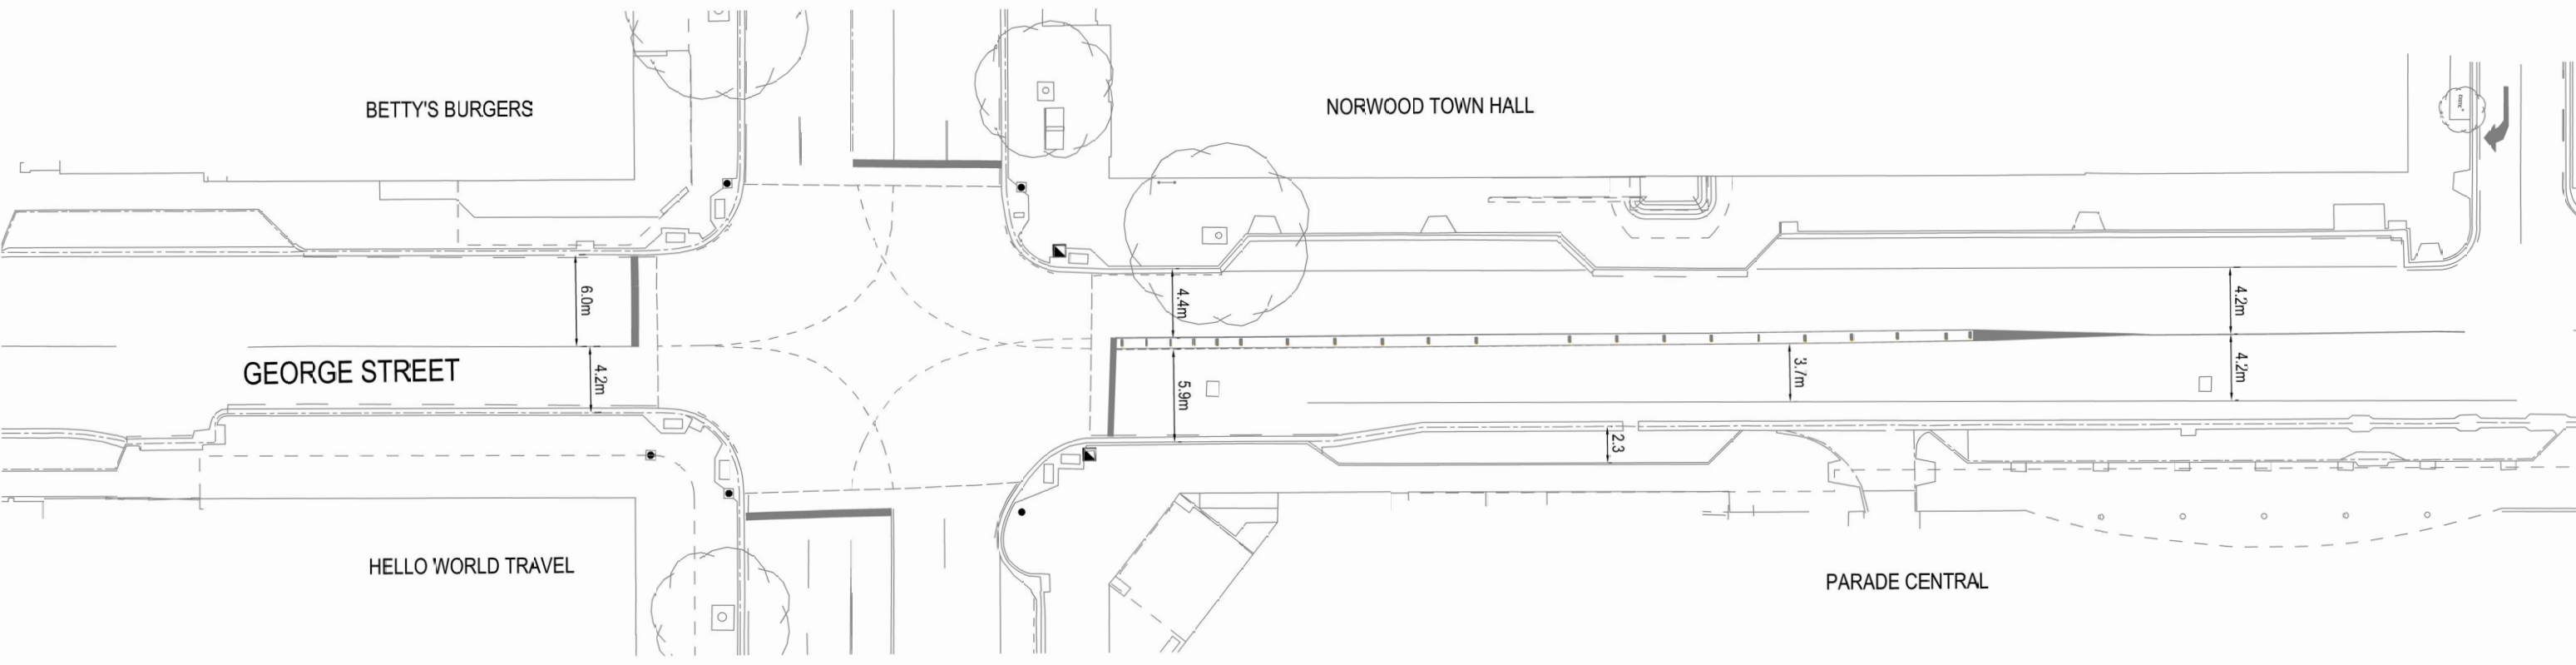 BETTY'S BURGERS
NORWOOD TOWN HALL
6.0m
4.4m
4.2m
GEORGE STREET
4.2m
5.9m
3.7m
4.2m
2.3
HELLO WORLD TRAVEL
PARADE CENTRAL